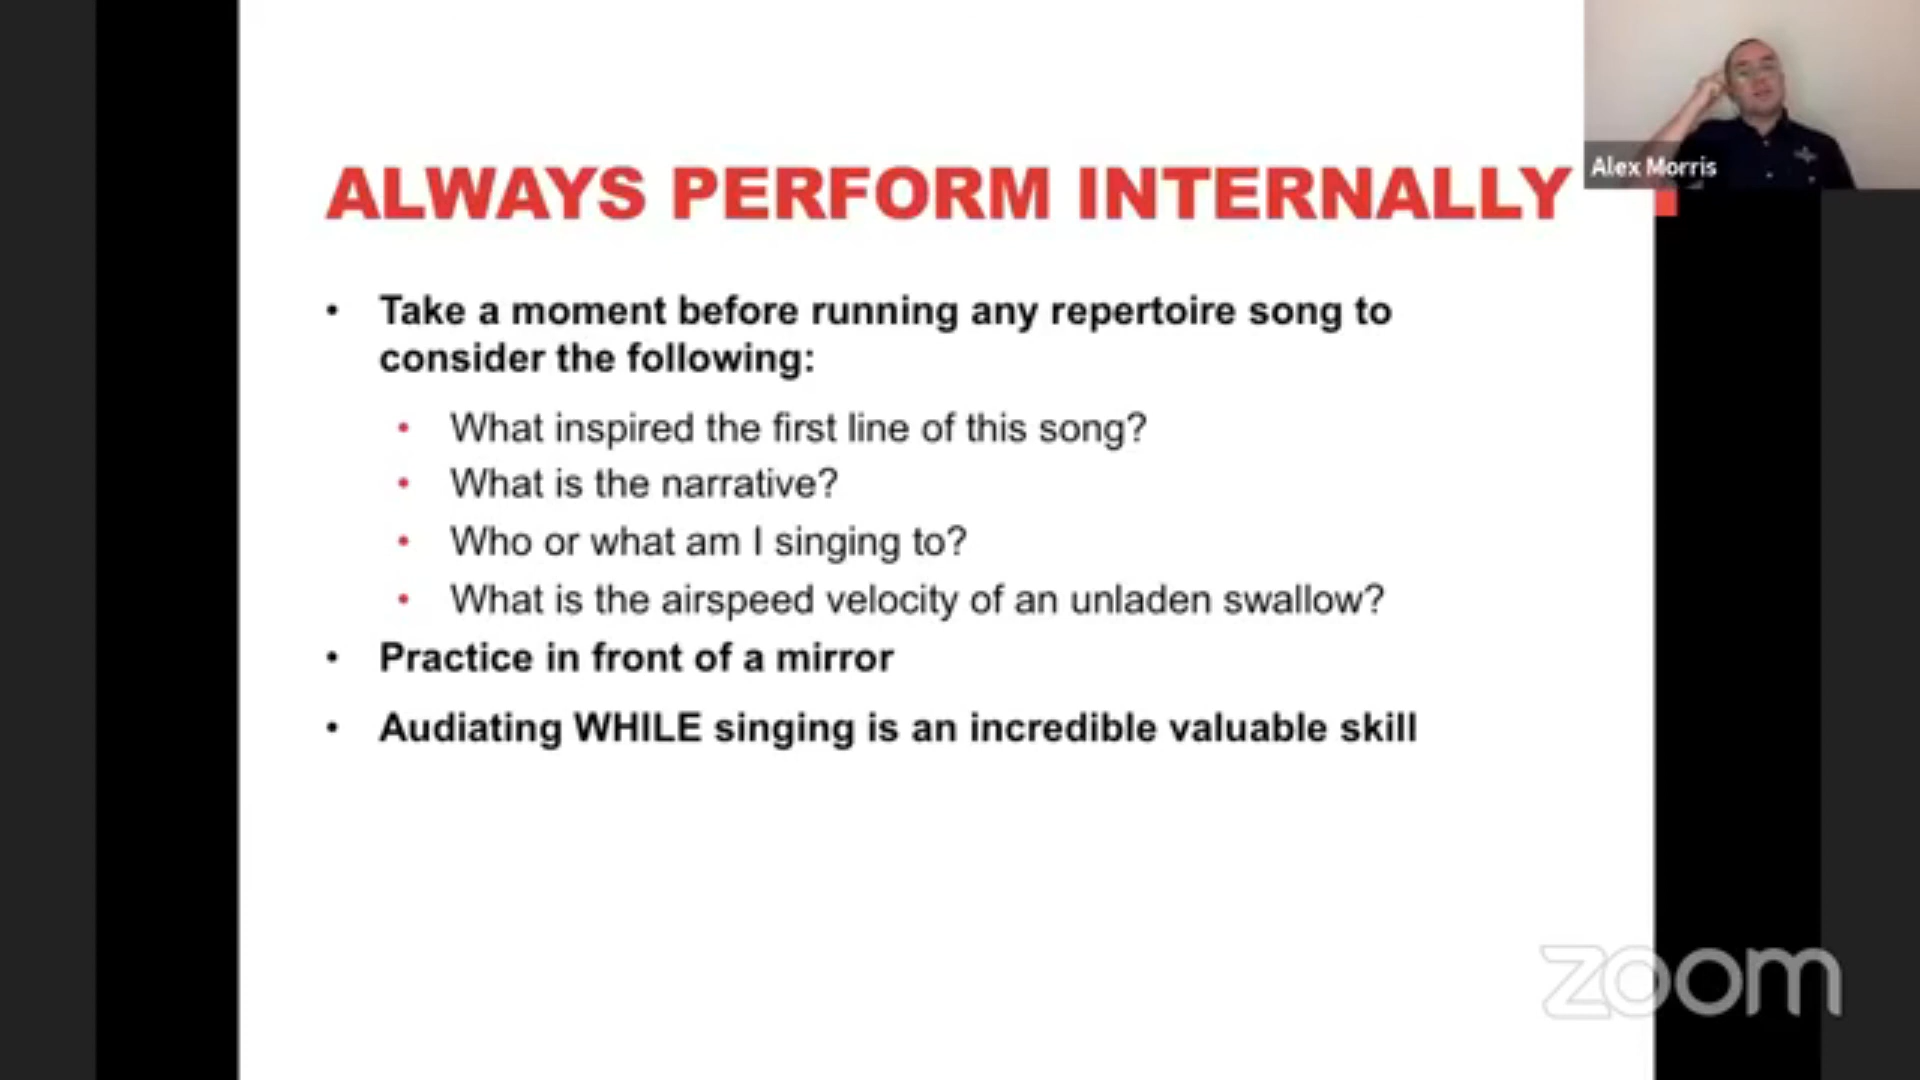 ALWAYS PERFORM INTERNALLY
Alex Morris
• Take a moment before running any repertoire song to
consider the following:
• What inspired the first line of this song?
• What is the narrative?
• Who or what am I singing to?
• What is the airspeed velocity of an unladen swallow?
• Practice in front of a mirror
• Audiating WHILE singing is an incredible valuable skill
zoom